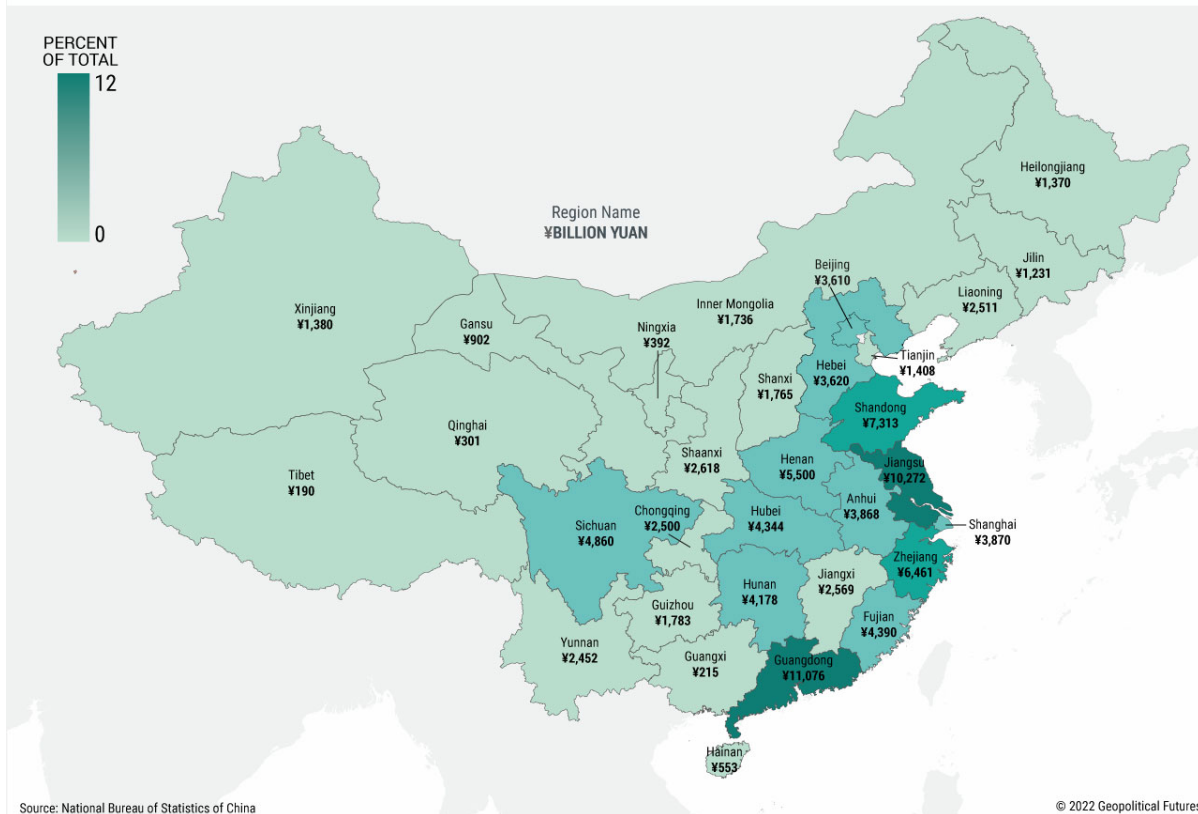 PERCENT
OF TOTAL
12
0
Region Name
¥BILLION YUAN
Heilongjiang
¥1,370
Jilin
¥1,231
Beijing
¥3,610
Liaoning
¥2,511
Xinjiang
¥1,380
Gansu
¥902
Ningxia
¥392
Inner Mongolia
¥1,736
Tianjin
¥1,408
Hebei
¥3,620
Shanxi
¥1,765
Shandong
¥7,313
Qinghai
¥301
Shaanxi
¥2,618
Henan
¥5,500
Jiangsu
¥10,272
Tibet
¥190
Anhui
¥3,868
Sichuan
¥4,860
Chongqing
¥2,500
Hubei
¥4,344
Shanghai
¥3,870
Zhejiang
¥6,461
Hunan
¥4,178
Jiangxi
¥2,569
Guizhou
¥1,783
Fujian
¥4,390
Yunnan
¥2,452
Guangxi
¥215
Guangdong
¥11,076
Hainan
¥553
Source: National Bureau of Statistics of China
© 2022 Geopolitical Futures